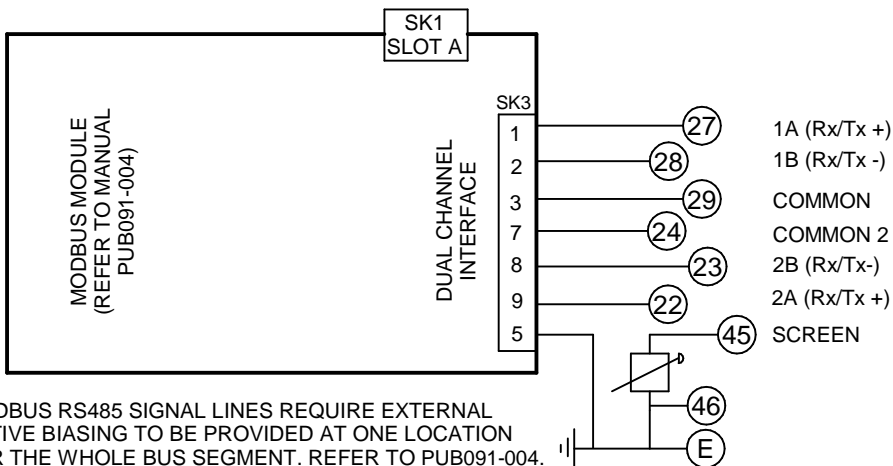 SK1
SLOT A
MODBUS MODULE
(REFER TO MANUAL
PUB091-004)
DUAL CHANNEL
INTERFACE
SK3
1 27 1A (Rx/Tx +)
2 28 1B (Rx/Tx -)
3 29 COMMON
7 24 COMMON 2
8 23 2B (Rx/Tx-)
9 22 2A (Rx/Tx +)
5 45 SCREEN
46
E
DBUS RS485 SIGNAL LINES REQUIRE EXTERNAL
TIVE BIASING TO BE PROVIDED AT ONE LOCATION
R THE WHOLE BUS SEGMENT. REFER TO PUB091-004.